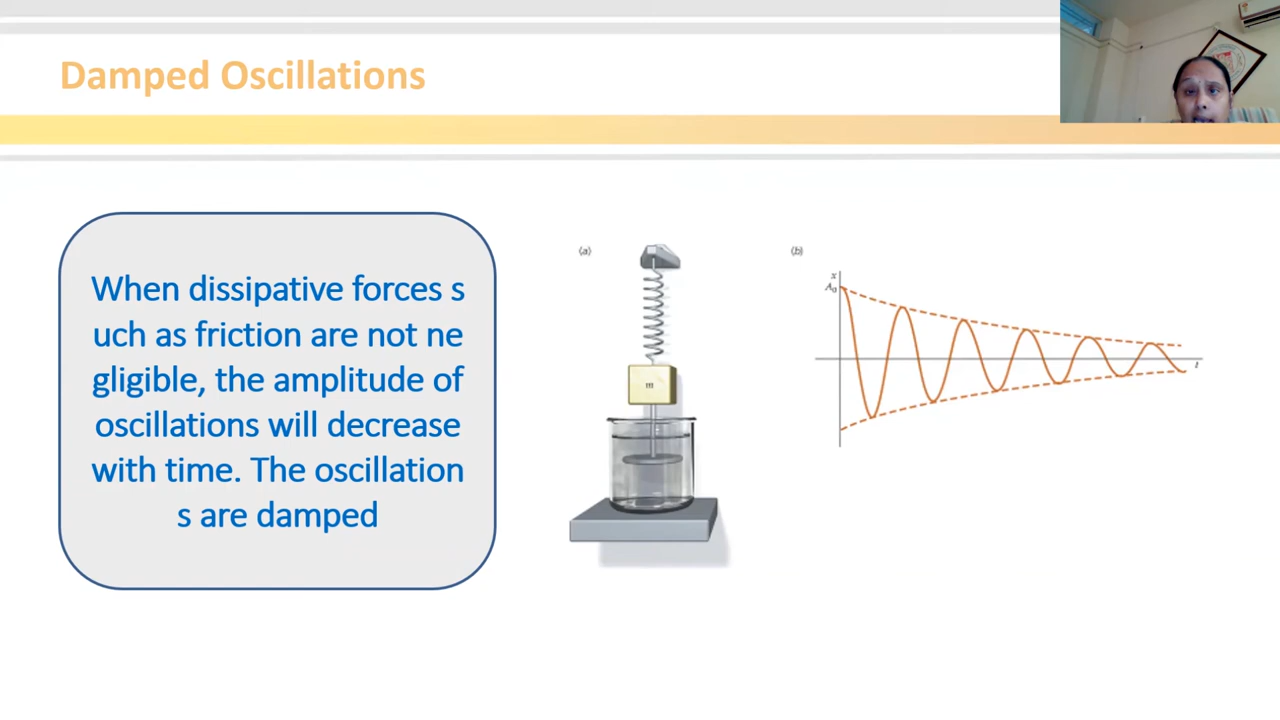 Damped Oscillations
When dissipative forces s
uch as friction are not ne
gligible, the amplitude of
oscillations will decrease
with time. The oscillation
s are damped
(a)
m
(b)
x
A₀
t